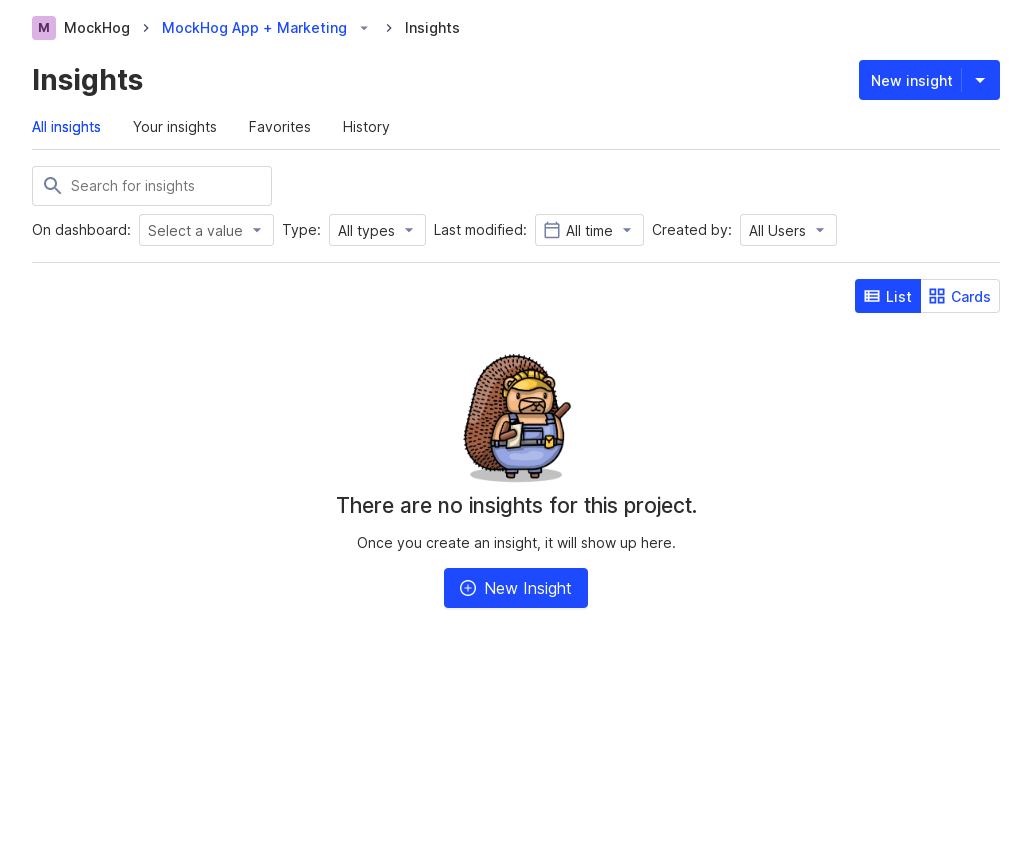 M MockHog MockHog App + Marketing Insights
Insights
New insight
All insights Your insights Favorites History
Search for insights
On dashboard: Select a value Type: All types Last modified: All time Created by: All Users
List Cards
There are no insights for this project.
Once you create an insight, it will show up here.
New Insight